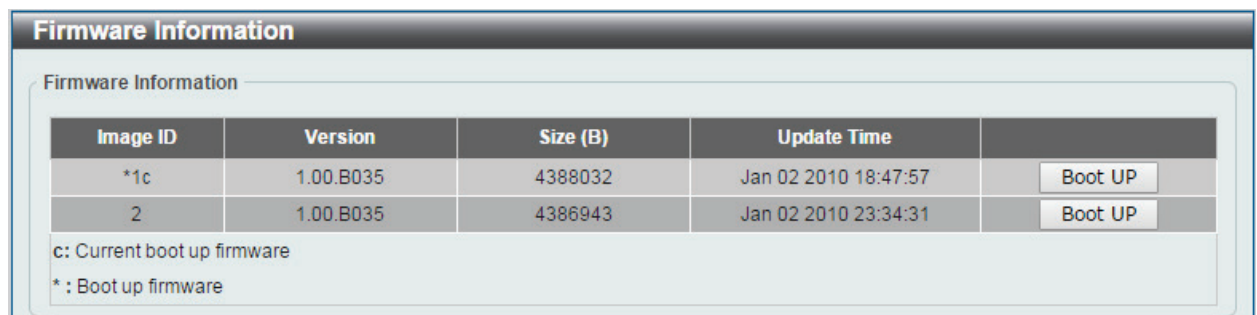 Firmware Information
Firmware Information
Image ID Version Size (B) Update Time
*1c 1.00.B035 4388032 Jan 02 2010 18:47:57 Boot UP
2 1.00.B035 4386943 Jan 02 2010 23:34:31 Boot UP
c: Current boot up firmware
* : Boot up firmware